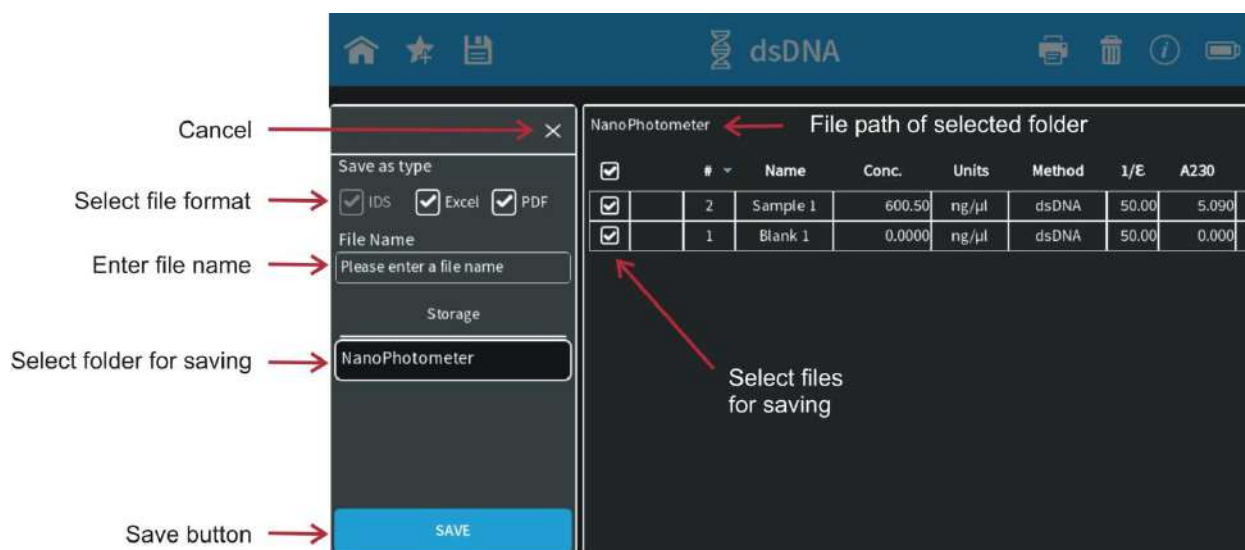 dsDNA
i
Cancel
NanoPhotometer File path of selected folder
Save as type
# Name Conc. Units Method 1/ε A230
Select file format
IDS Excel PDF
2 Sample 1 600.50 ng/µl dsDNA 50.00 5.090
File Name
1 Blank 1 0.0000 ng/µl dsDNA 50.00 0.000
Enter file name
Please enter a file name
Storage
Select folder for saving
NanoPhotometer
Select files
for saving
Save button
SAVE